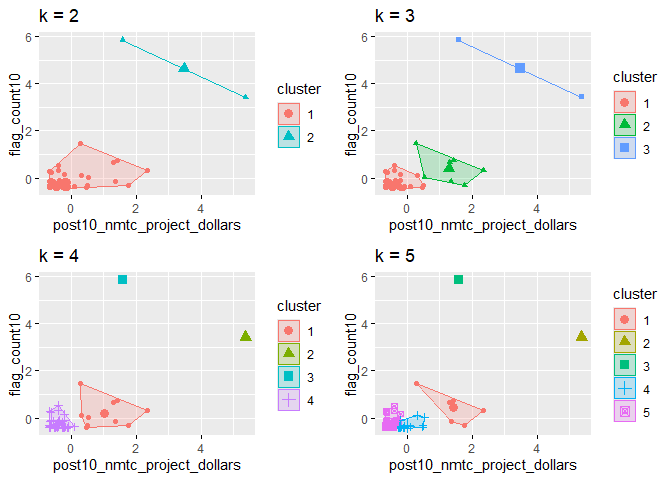 k = 2
6
4
2
0
flag_count10
0
2
4
post10_nmtc_project_dollars
cluster
1
2
k = 3
6
4
2
0
flag_count10
0
2
4
post10_nmtc_project_dollars
cluster
1
2
3
k = 4
6
4
2
0
flag_count10
0
2
4
post10_nmtc_project_dollars
cluster
1
2
3
4
k = 5
6
4
2
0
flag_count10
0
2
4
post10_nmtc_project_dollars
cluster
1
2
3
4
5